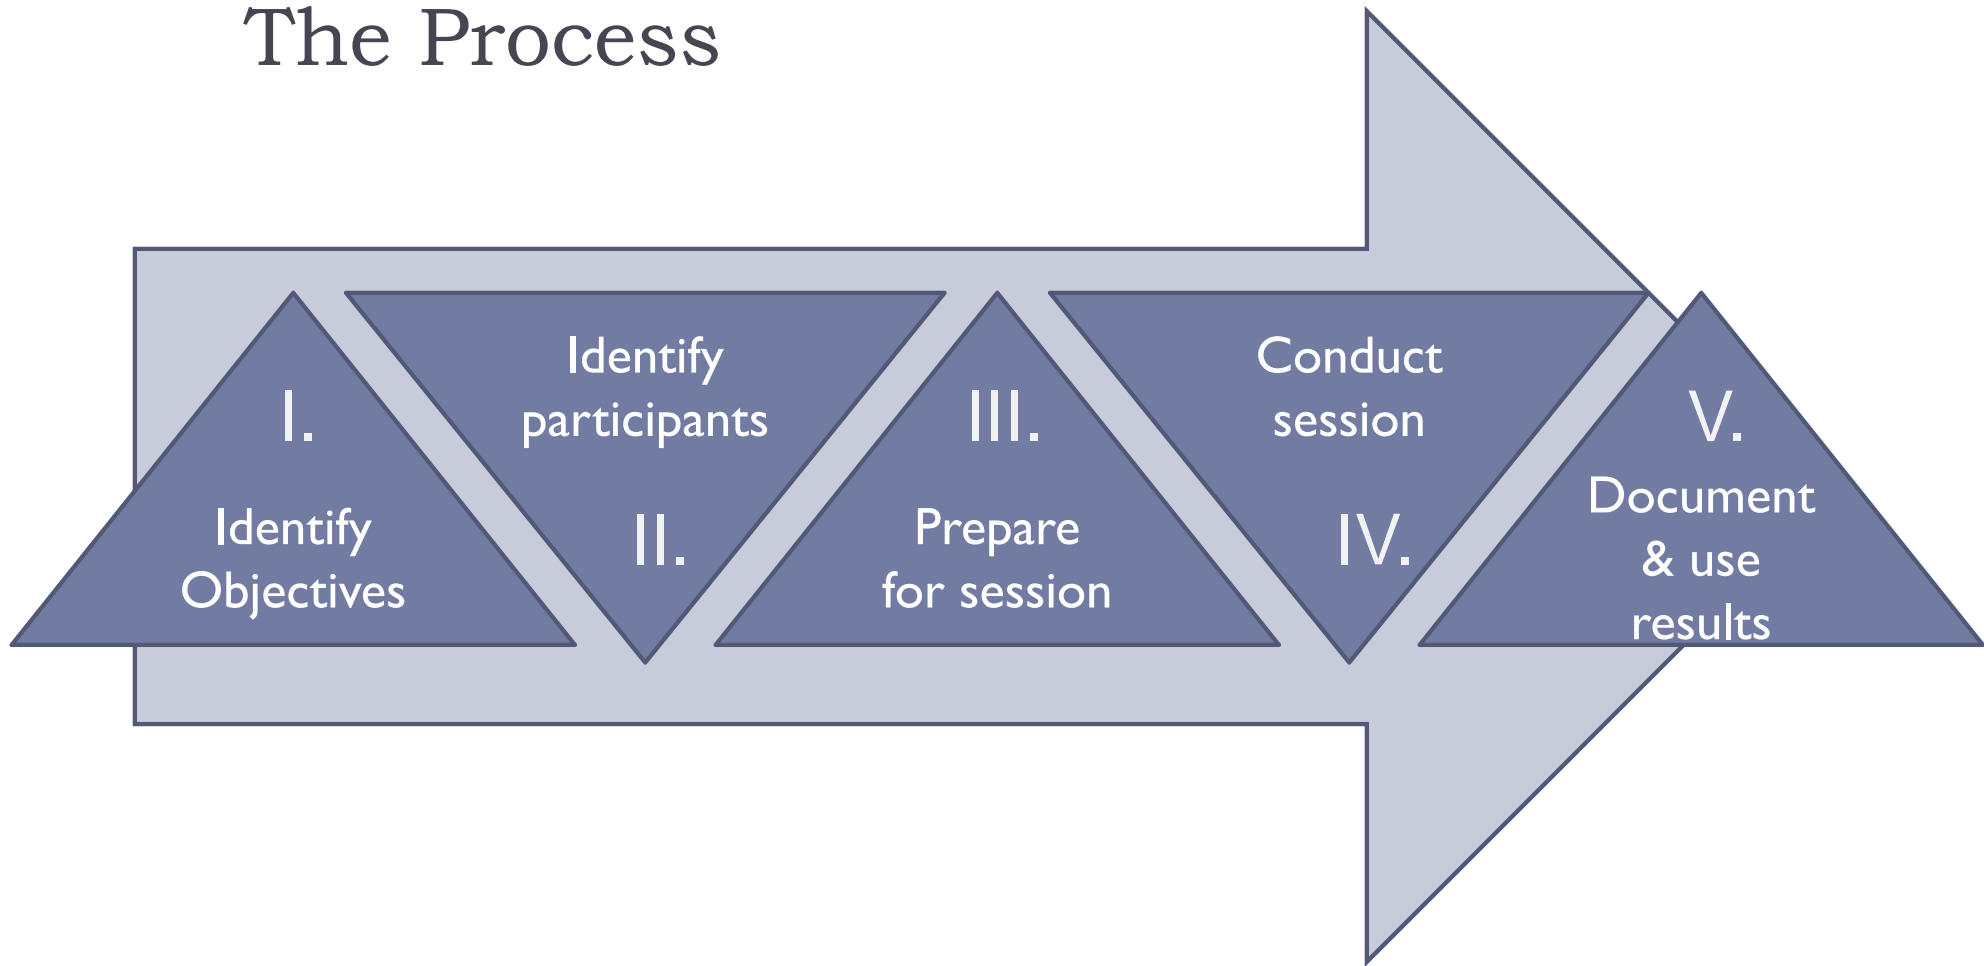 The Process
I.
Identify
Objectives
Identify
participants
II.
III.
Prepare
for session
Conduct
session
IV.
V.
Document
& use
results